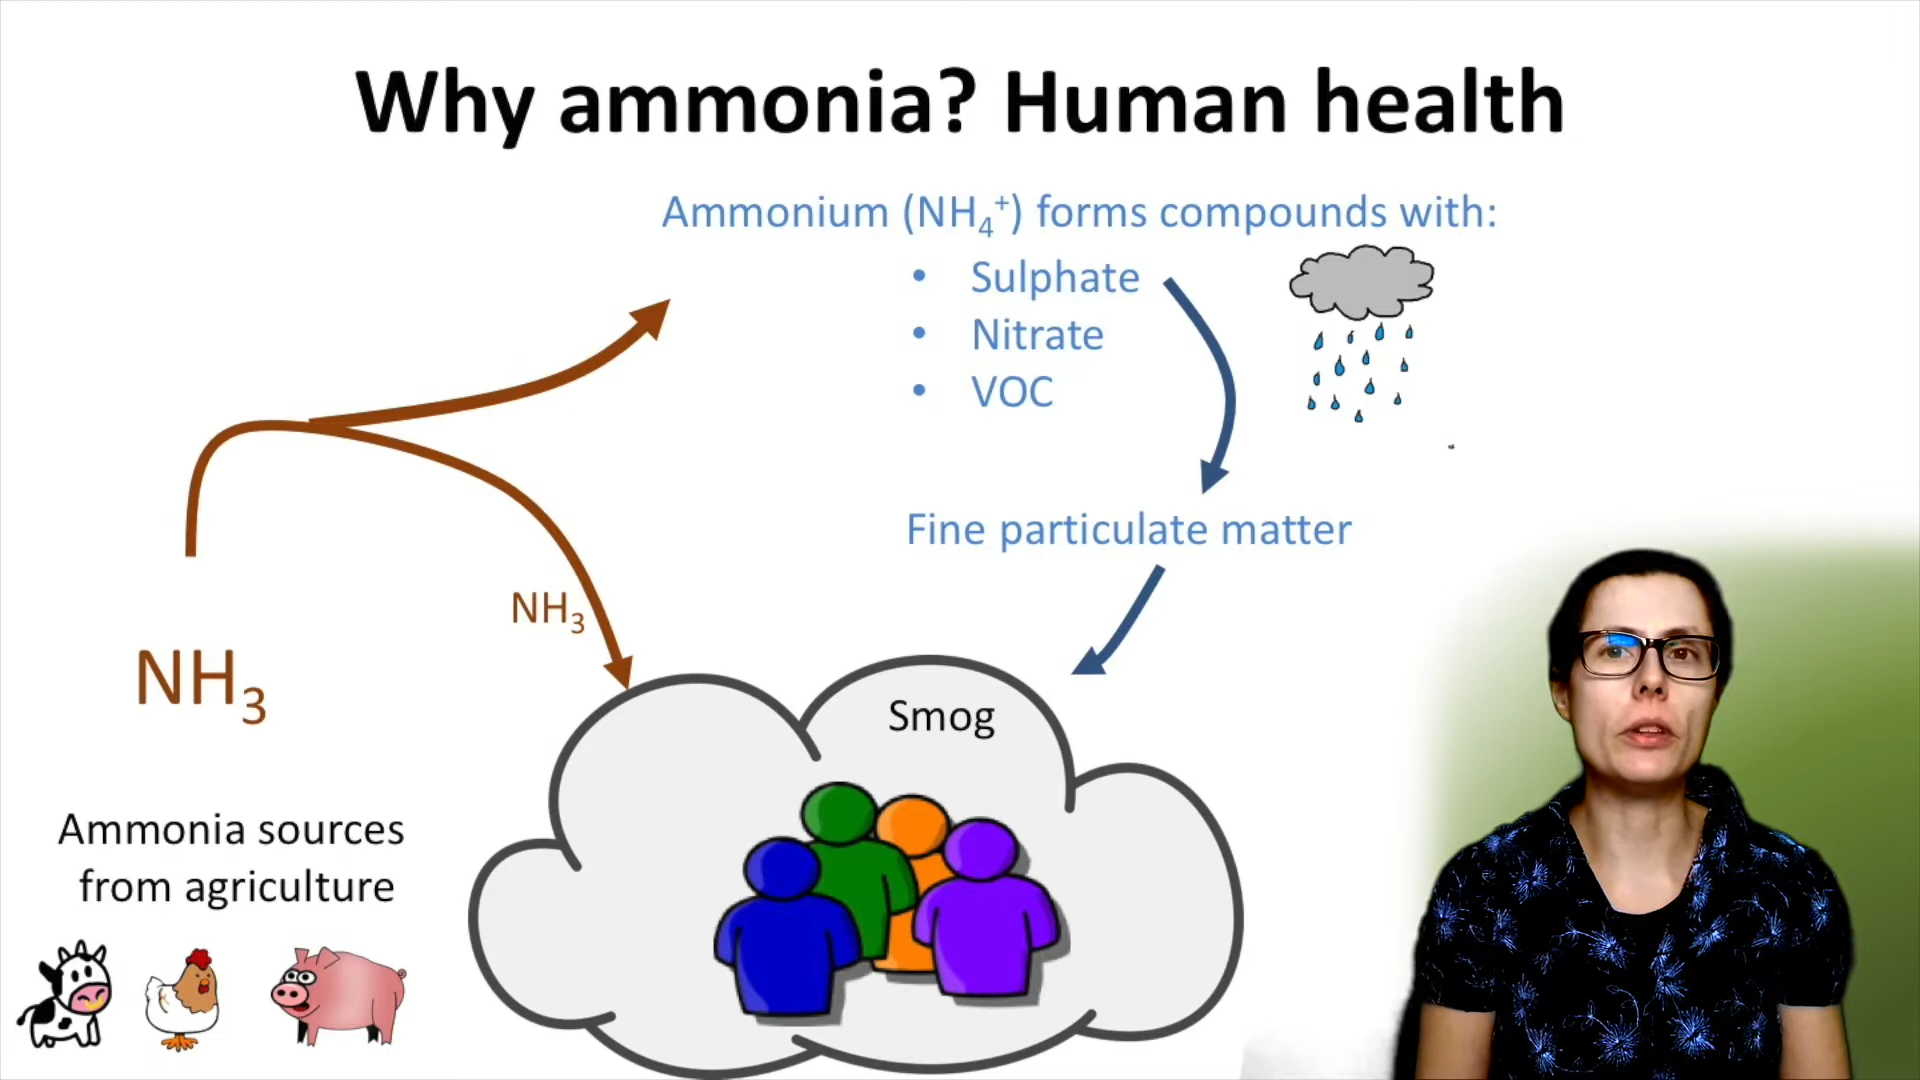 Why ammonia? Human health
Ammonium (NH₄⁺) forms compounds with:
• Sulphate
• Nitrate
• VOC
Fine particulate matter
NH₃
NH₃
Smog
Ammonia sources
from agriculture